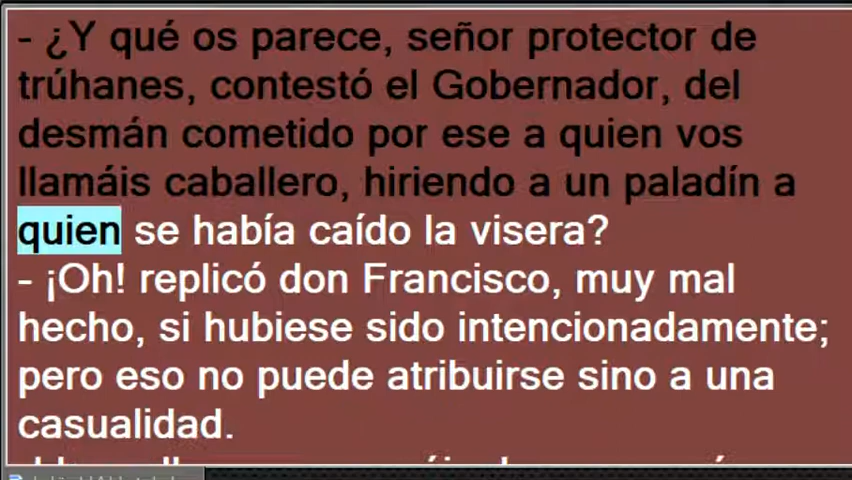 - ¿Y qué os parece, señor protector de
trúhanes, contestó el Gobernador, del
desmán cometido por ese a quien vos
llamáis caballero, hiriendo a un paladín a
quien se había caído la visera?
- ¡Oh! replicó don Francisco, muy mal
hecho, si hubiese sido intencionadamente;
pero eso no puede atribuirse sino a una
casualidad.